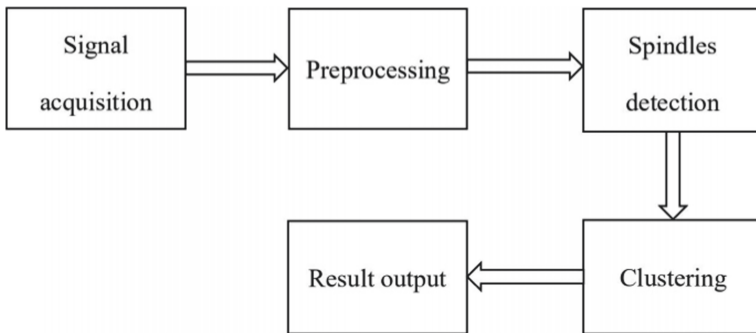 Signal
acquisition
Preprocessing
Spindles
detection
Clustering
Result output